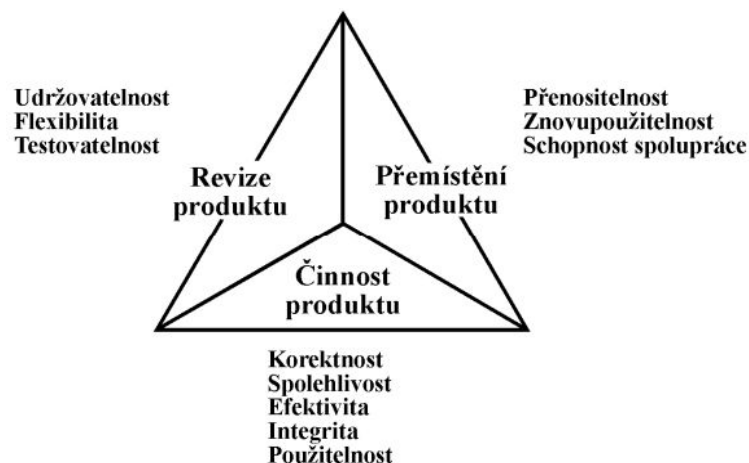 Udržovatelnost
Flexibilita
Testovatelnost
Přenositelnost
Znovupoužitelnost
Schopnost spolupráce
Revize
produktu
Přemístění
produktu
Činnost
produktu
Korektnost
Spolehlivost
Efektivita
Integrita
Použitelnost